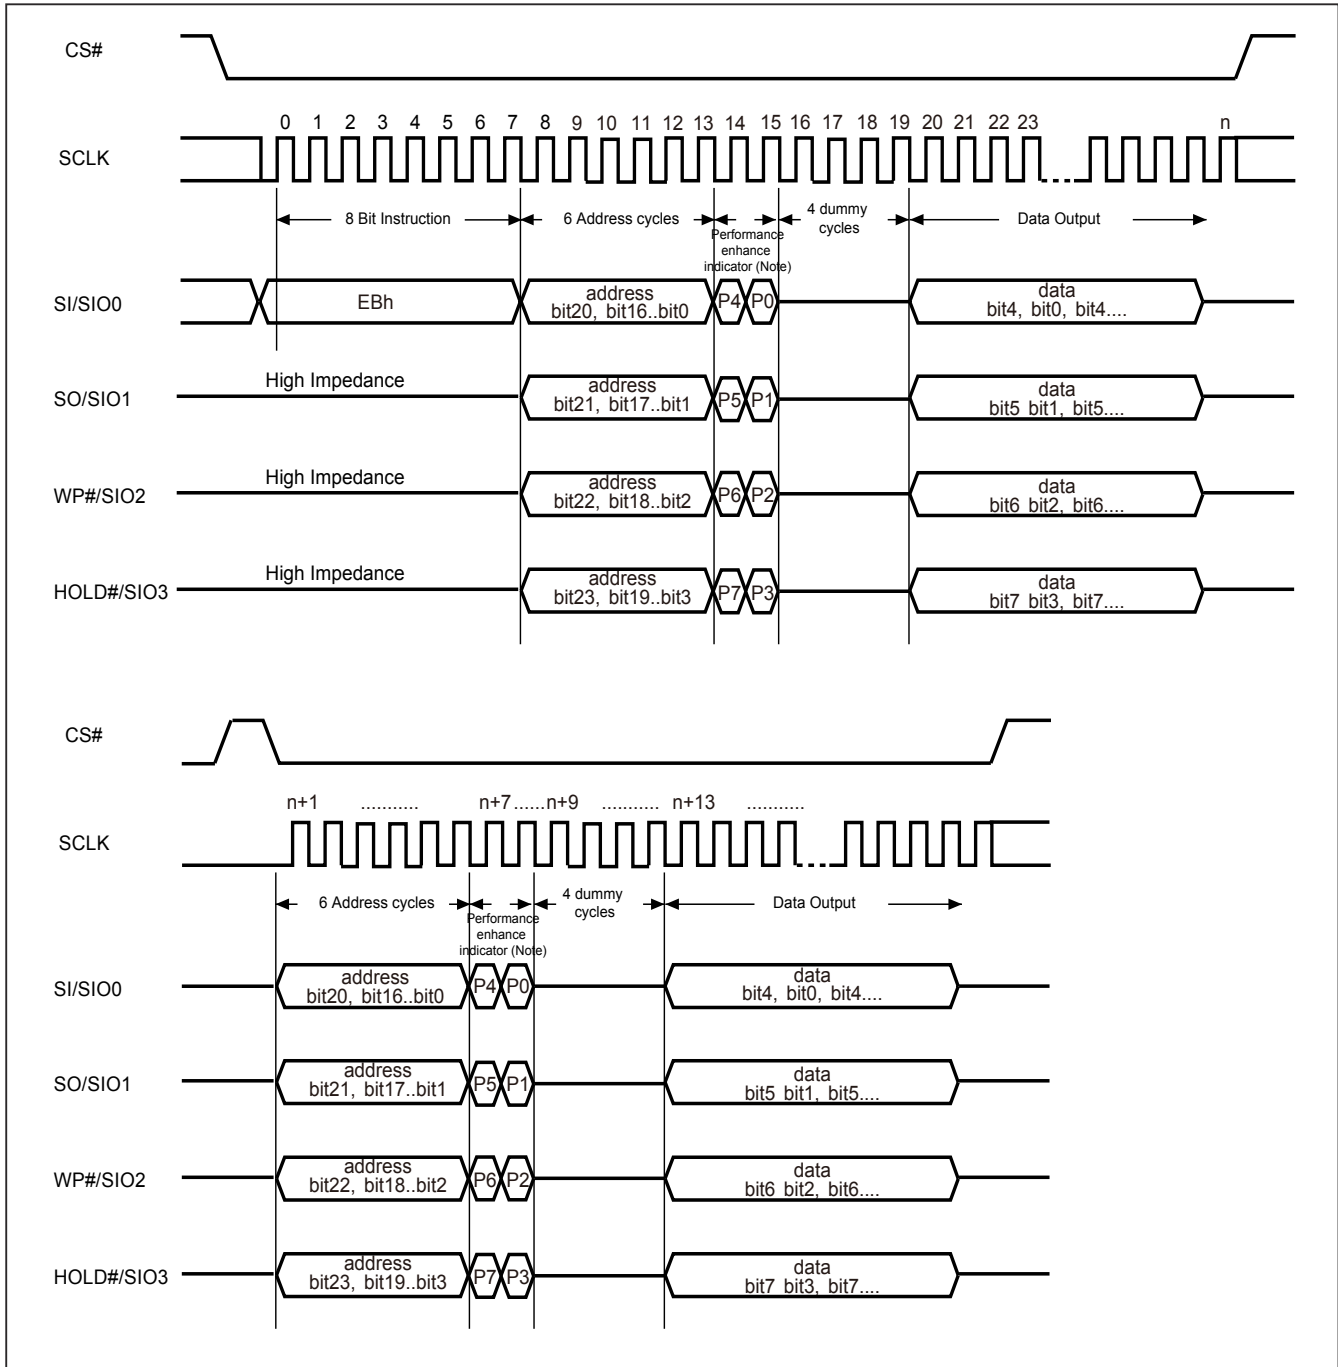 CS#
0 1 2 3 4 5 6 7 8 9 10 11 12 13 14 15 16 17 18 19 20 21 22 23 n
SCLK
8 Bit Instruction
6 Address cycles
Performance
enhance
indicator (Note)
4 dummy
cycles
Data Output
SI/SIO0
EBh
address
bit20, bit16..bit0
P4 P0
data
bit4, bit0, bit4....
SO/SIO1
High Impedance
address
bit21, bit17..bit1
P5 P1
data
bit5 bit1, bit5....
WP#/SIO2
High Impedance
address
bit22, bit18..bit2
P6 P2
data
bit6 bit2, bit6....
HOLD#/SIO3
High Impedance
address
bit23, bit19..bit3
P7 P3
data
bit7 bit3, bit7....
CS#
n+1 ........... n+7 ......n+9 ........... n+13 ...........
SCLK
6 Address cycles
Performance
enhance
indicator (Note)
4 dummy
cycles
Data Output
SI/SIO0
address
bit20, bit16..bit0
P4 P0
data
bit4, bit0, bit4....
SO/SIO1
address
bit21, bit17..bit1
P5 P1
data
bit5 bit1, bit5....
WP#/SIO2
address
bit22, bit18..bit2
P6 P2
data
bit6 bit2, bit6....
HOLD#/SIO3
address
bit23, bit19..bit3
P7 P3
data
bit7 bit3, bit7....